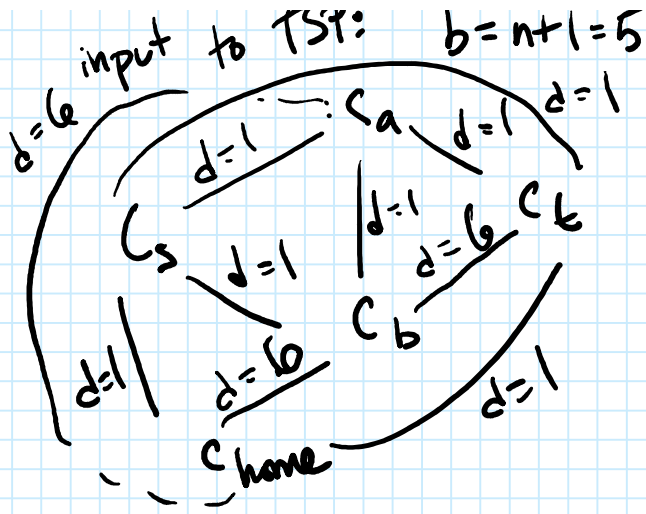 input to TSP: b=n+1=5
d=6
d=1
Ca
d=1
d=1
Cs
d=1
d=1
d=6
Ct
Cb
d=1
d=6
d=1
Chome